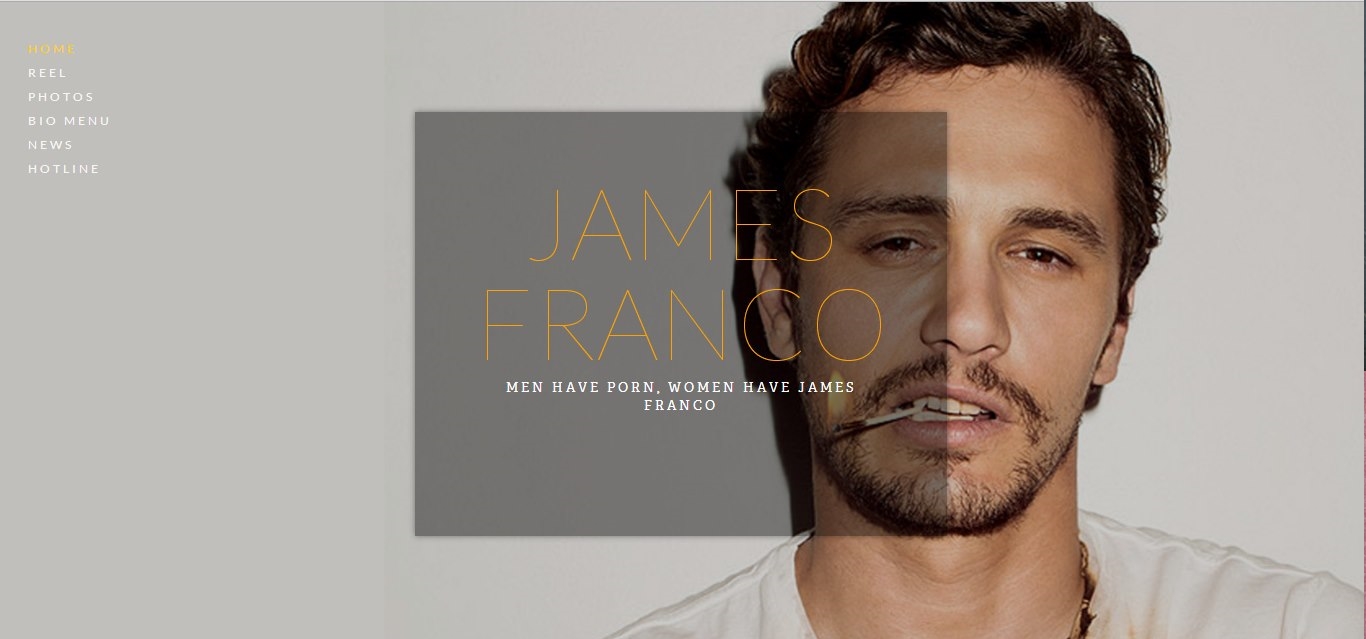 HOME
REEL
PHOTOS
BIO MENU
NEWS
HOTLINE
JAMES
FRANCO
MEN HAVE PORN, WOMEN HAVE JAMES
FRANCO